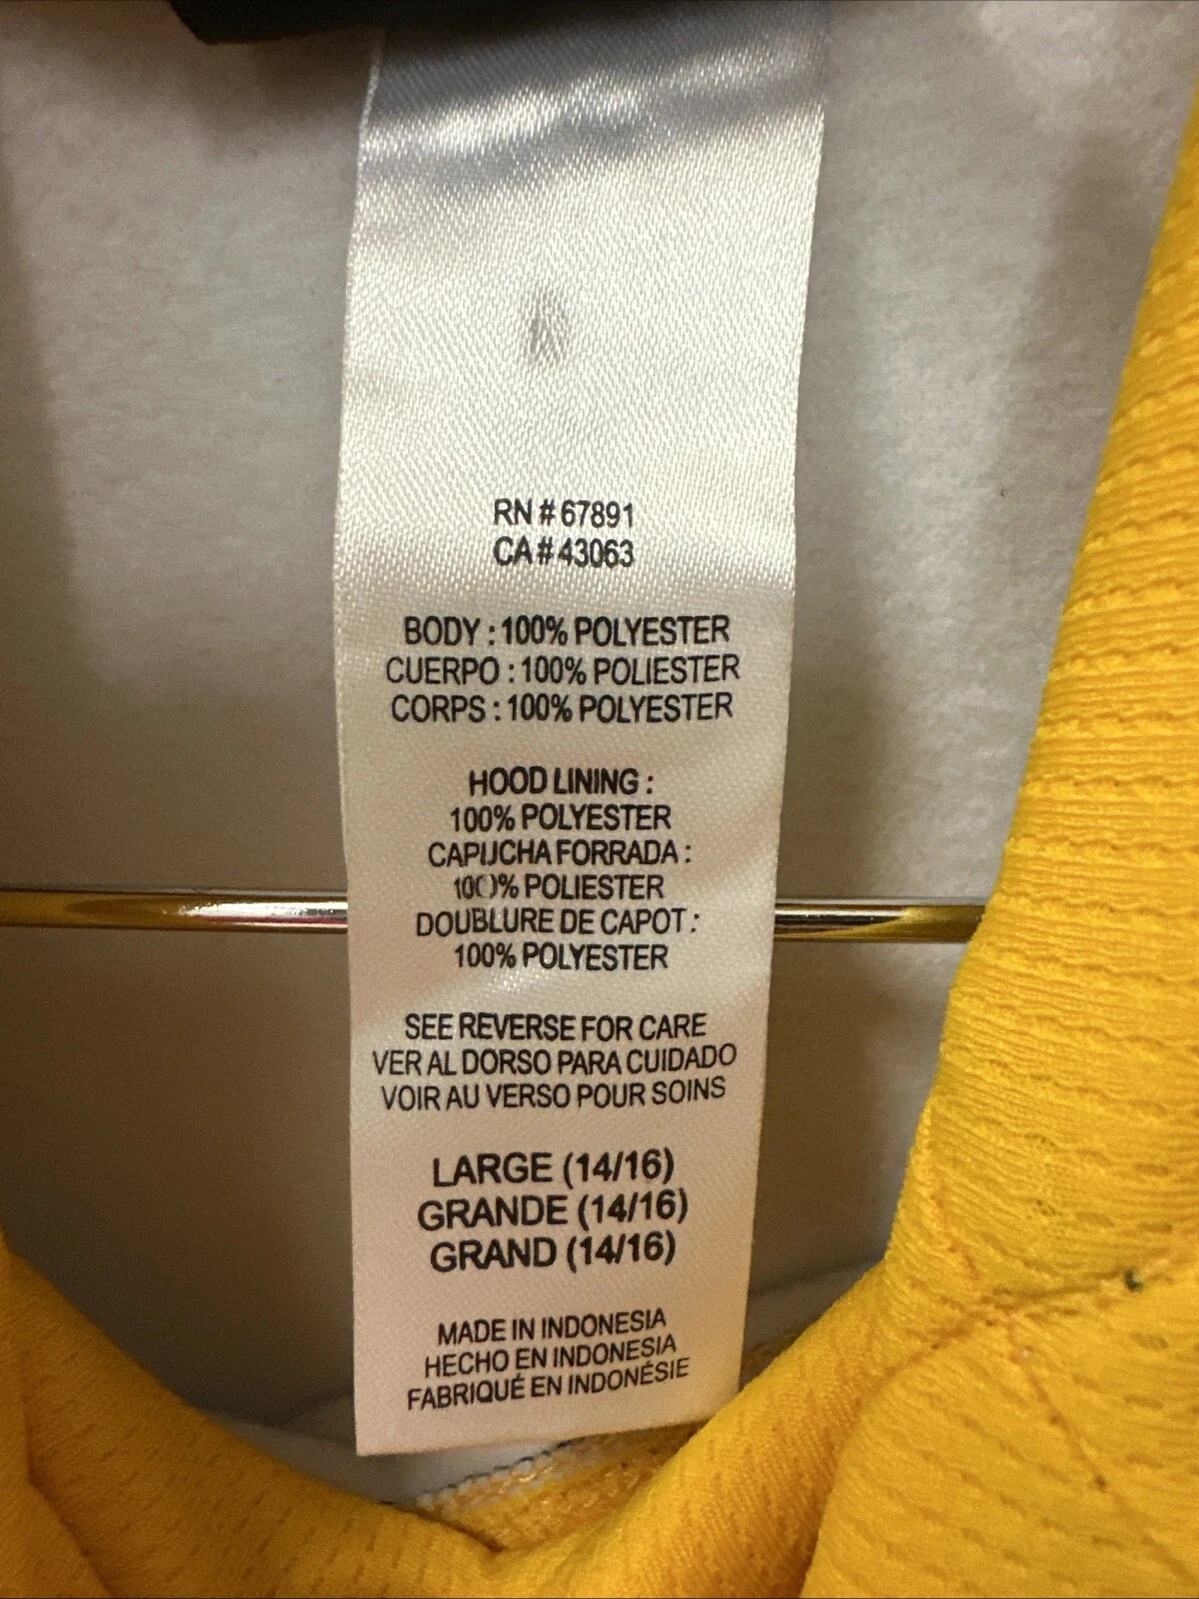 RN # 67891
CA # 43063
BODY : 100% POLYESTER
CUERPO : 100% POLIESTER
CORPS : 100% POLYESTER
HOOD LINING :
100% POLYESTER
CAPUCHA FORRADA :
100% POLIESTER
DOUBLURE DE CAPOT :
100% POLYESTER
SEE REVERSE FOR CARE
VER AL DORSO PARA CUIDADO
VOIR AU VERSO POUR SOINS
LARGE (14/16)
GRANDE (14/16)
GRAND (14/16)
MADE IN INDONESIA
HECHO EN INDONESIA
FABRIQUÉ EN INDONÉSIE